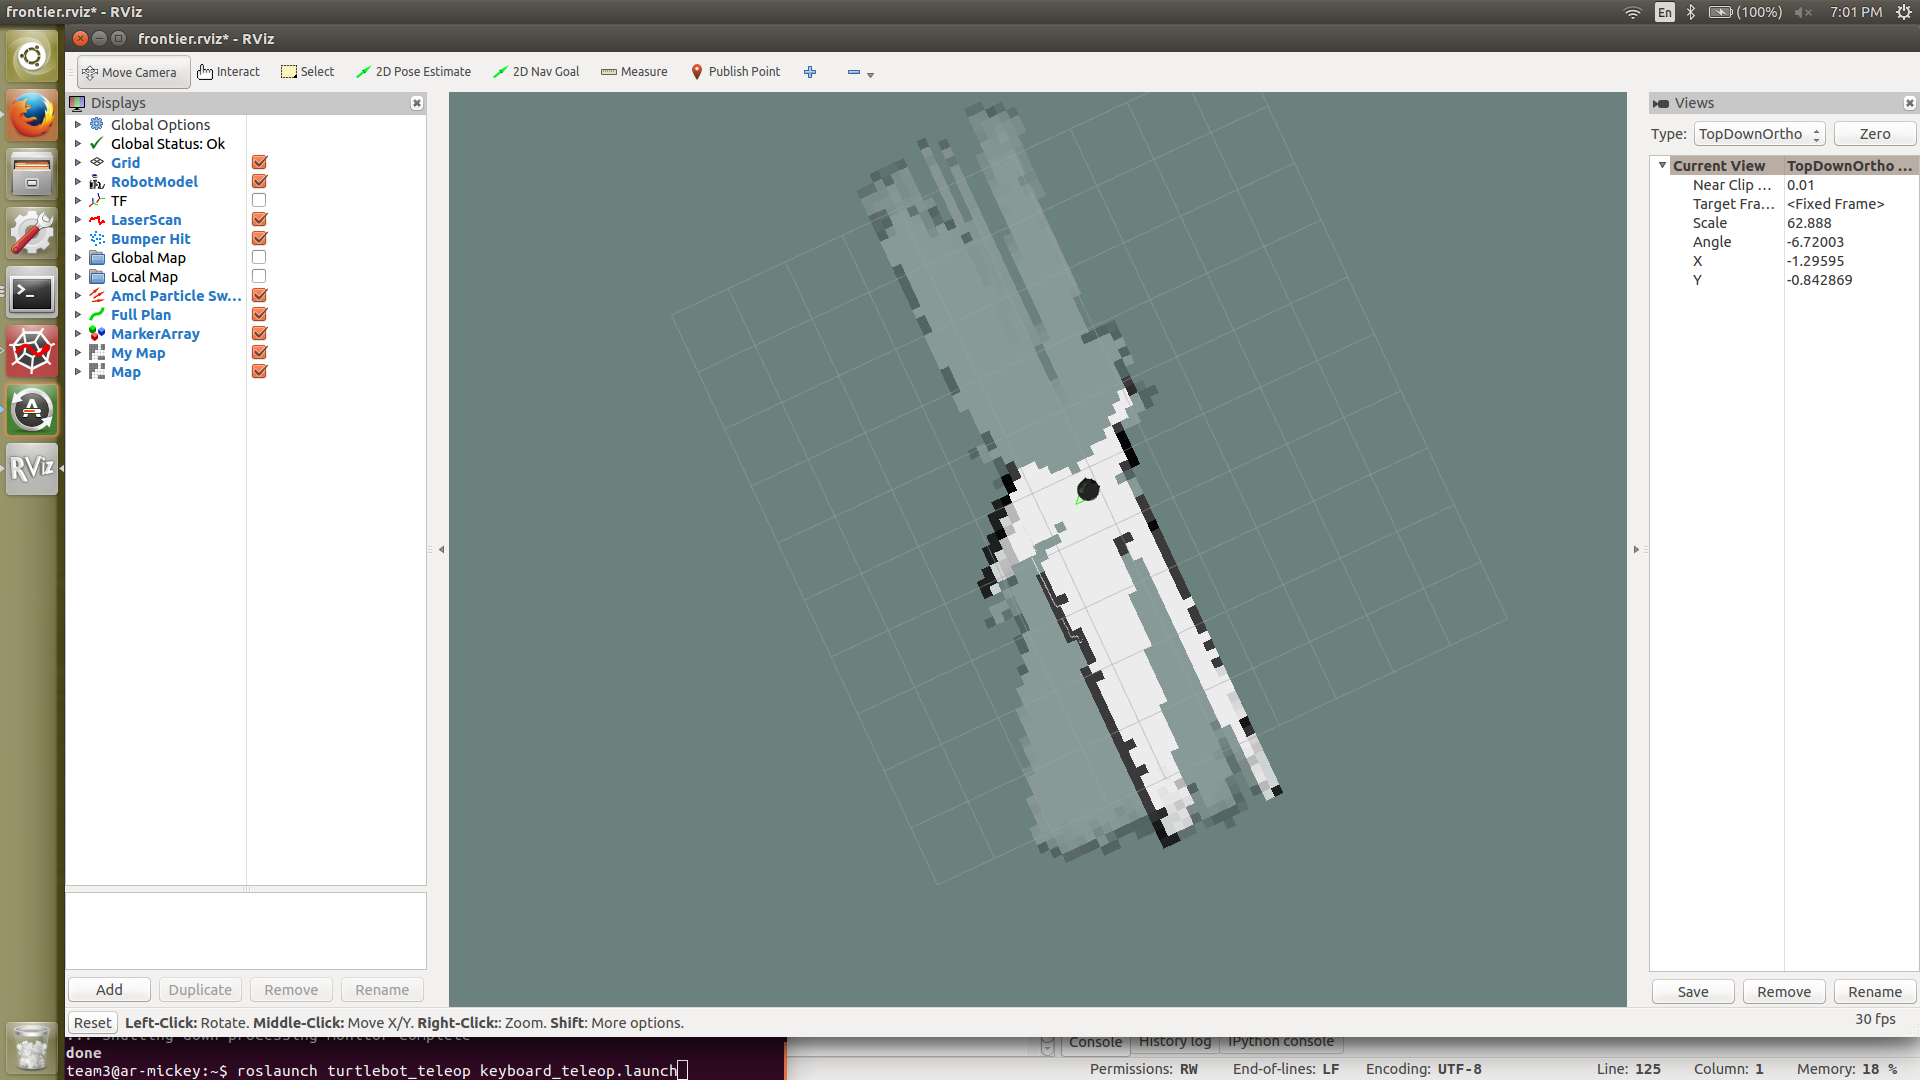 frontier.rviz* - RViz
En
(100%)
7:01 PM
frontier.rviz* - RViz
Move Camera
Interact
Select
2D Pose Estimate
2D Nav Goal
Measure
Publish Point
Displays
Global Options
Global Status: Ok
Grid
RobotModel
TF
LaserScan
Bumper Hit
Global Map
Local Map
Amcl Particle Sw...
Full Plan
MarkerArray
My Map
Map
Add
Duplicate
Remove
Rename
Views
Type:
TopDownOrtho
Zero
Current View
TopDownOrtho ...
Near Clip ...
0.01
Target Fra...
<Fixed Frame>
Scale
62.888
Angle
-6.72003
X
-1.29595
Y
-0.842869
Save
Remove
Rename
RViz
Reset
Left-Click: Rotate. Middle-Click: Move X/Y. Right-Click:: Zoom. Shift: More options.
30 fps
... shutting down processing monitor complete
done
team3@ar-mickey:~$ roslaunch turtlebot_teleop keyboard_teleop.launch
Console
History log
IPython console
Permissions: RW
End-of-lines: LF
Encoding: UTF-8
Line: 125
Column: 1
Memory: 18 %